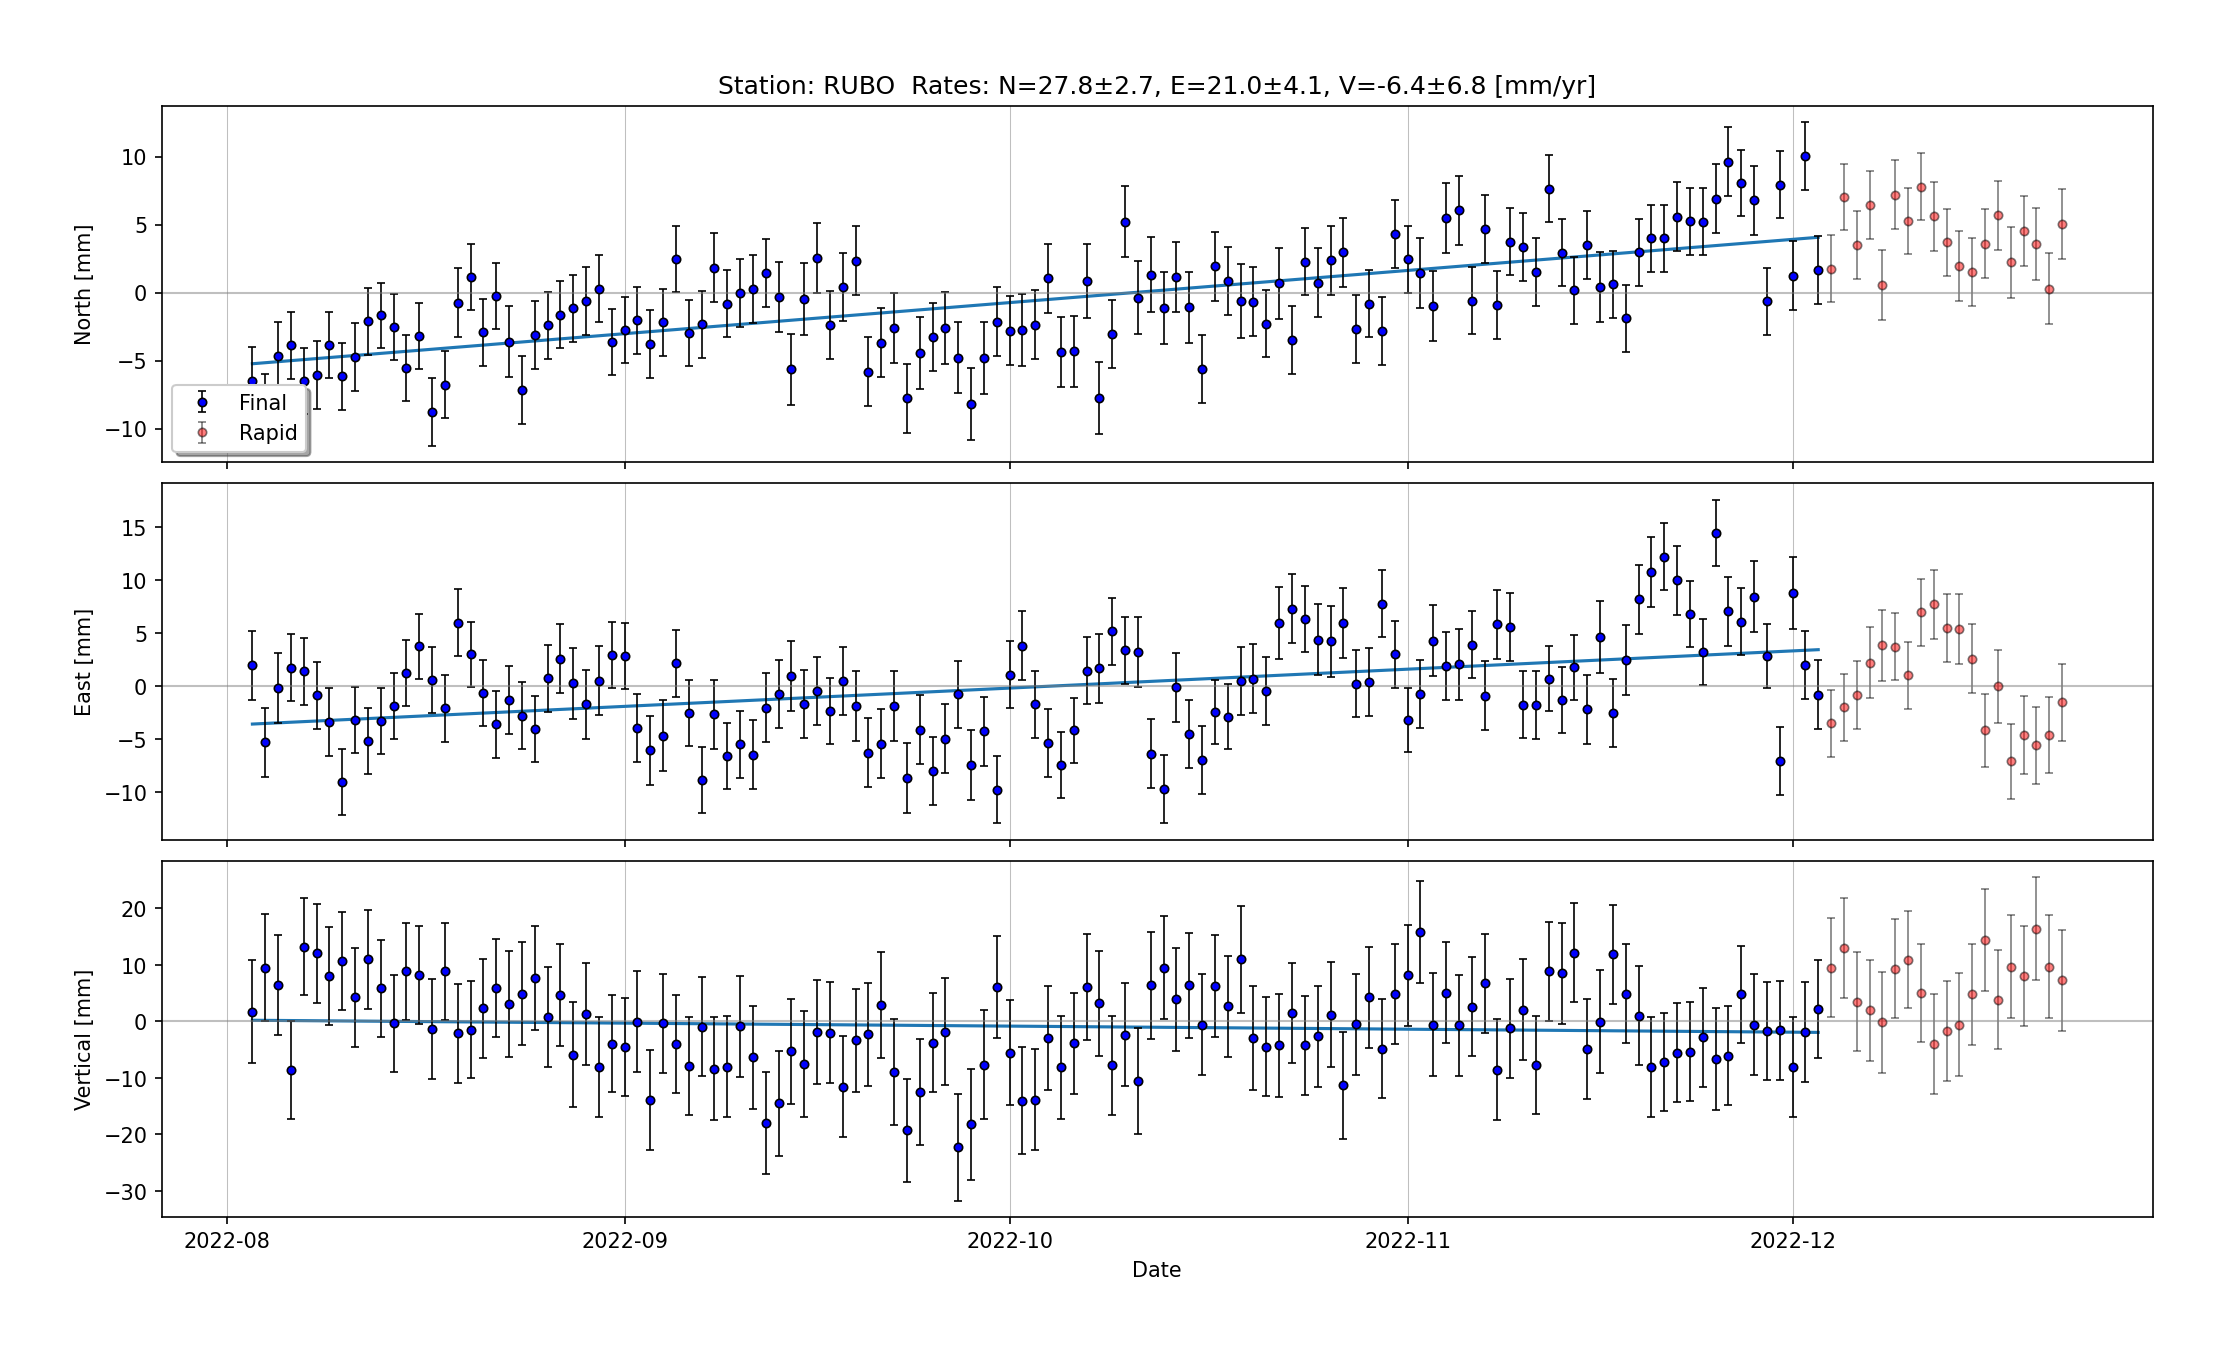 Station: RUBO  Rates: N=27.8±2.7, E=21.0±4.1, V=-6.4±6.8 [mm/yr]
North [mm]
10
5
0
−5
−10
Final
Rapid
East [mm]
15
10
5
0
−5
−10
Vertical [mm]
20
10
0
−10
−20
−30
2022-08 2022-09 2022-10 2022-11 2022-12
Date